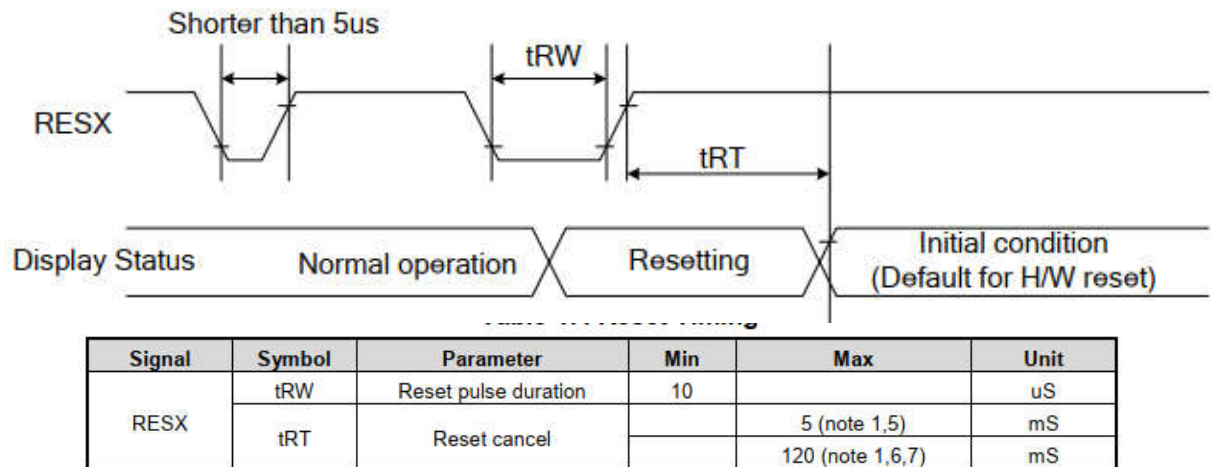 Shorter than 5us
tRW
RESX
tRT
Display Status
Normal operation
Resetting
Initial condition
(Default for H/W reset)
Signal Symbol Parameter Min Max Unit
RESX
tRW Reset pulse duration 10 uS
tRT Reset cancel
5 (note 1,5) mS
120 (note 1,6,7) mS